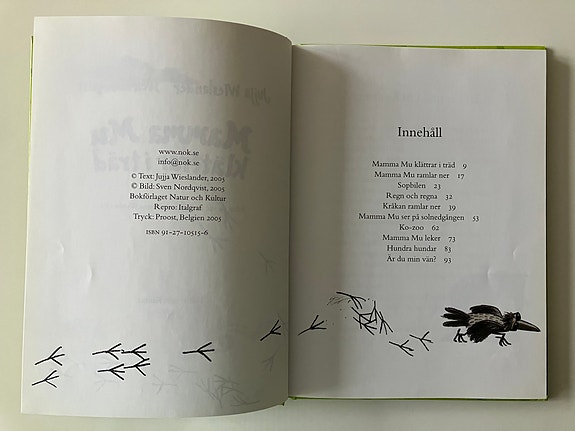 www.nok.se
info@nok.se
© Text: Jujja Wieslander, 2005
© Bild: Sven Nordqvist, 2005
Bokförlaget Natur och Kultur
Repro: Italgraf
Tryck: Proost, Belgien 2005
ISBN 91-27-10515-6
Innehåll
Mamma Mu klättrar i träd 9
Mamma Mu ramlar ner 17
Sopbilen 23
Regn och regna 32
Kråkan ramlar ner 39
Mamma Mu ser på solnedgången 53
Ko-zoo 62
Mamma Mu leker 73
Hundra hundar 83
Är du min vän? 93